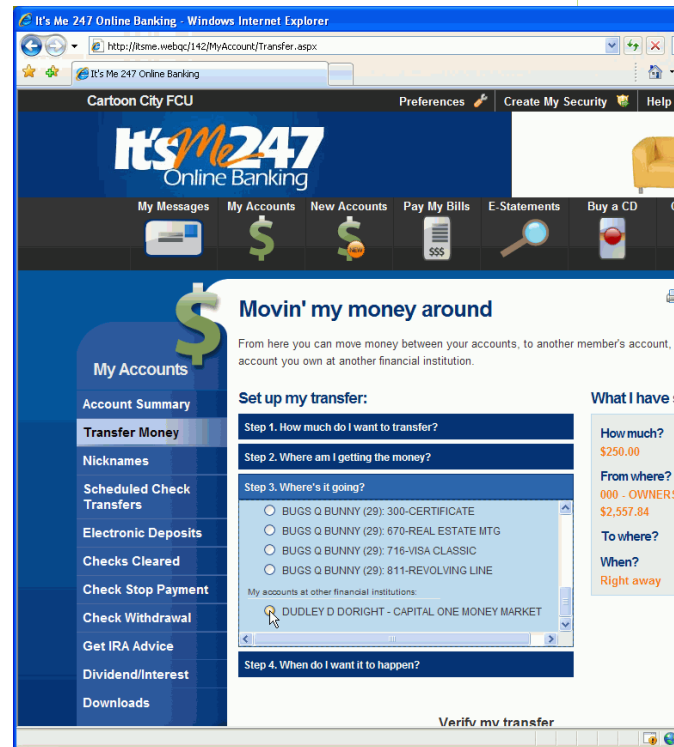 It's Me 247 Online Banking - Windows Internet Explorer
http://itsme.webqc/142/MyAccount/Transfer.aspx
It's Me 247 Online Banking
Cartoon City FCU
Preferences
Create My Security
Help
It's Me 247
Online Banking
My Messages
My Accounts
New Accounts
Pay My Bills
E-Statements
Buy a CD
NEW
$$$
My Accounts
Account Summary
Transfer Money
Nicknames
Scheduled Check
Transfers
Electronic Deposits
Checks Cleared
Check Stop Payment
Check Withdrawal
Get IRA Advice
Dividend/Interest
Downloads
Movin' my money around
From here you can move money between your accounts, to another member's account,
account you own at another financial institution.
Set up my transfer:
Step 1. How much do I want to transfer?
Step 2. Where am I getting the money?
Step 3. Where's it going?
BUGS Q BUNNY (29): 300-CERTIFICATE
BUGS Q BUNNY (29): 670-REAL ESTATE MTG
BUGS Q BUNNY (29): 716-VISA CLASSIC
BUGS Q BUNNY (29): 811-REVOLVING LINE
My accounts at other financial institutions:
DUDLEY D DORIGHT - CAPITAL ONE MONEY MARKET
Step 4. When do I want it to happen?
Verify my transfer
What I have
How much?
$250.00
From where?
000 - OWNERS
$2,557.84
To where?
When?
Right away